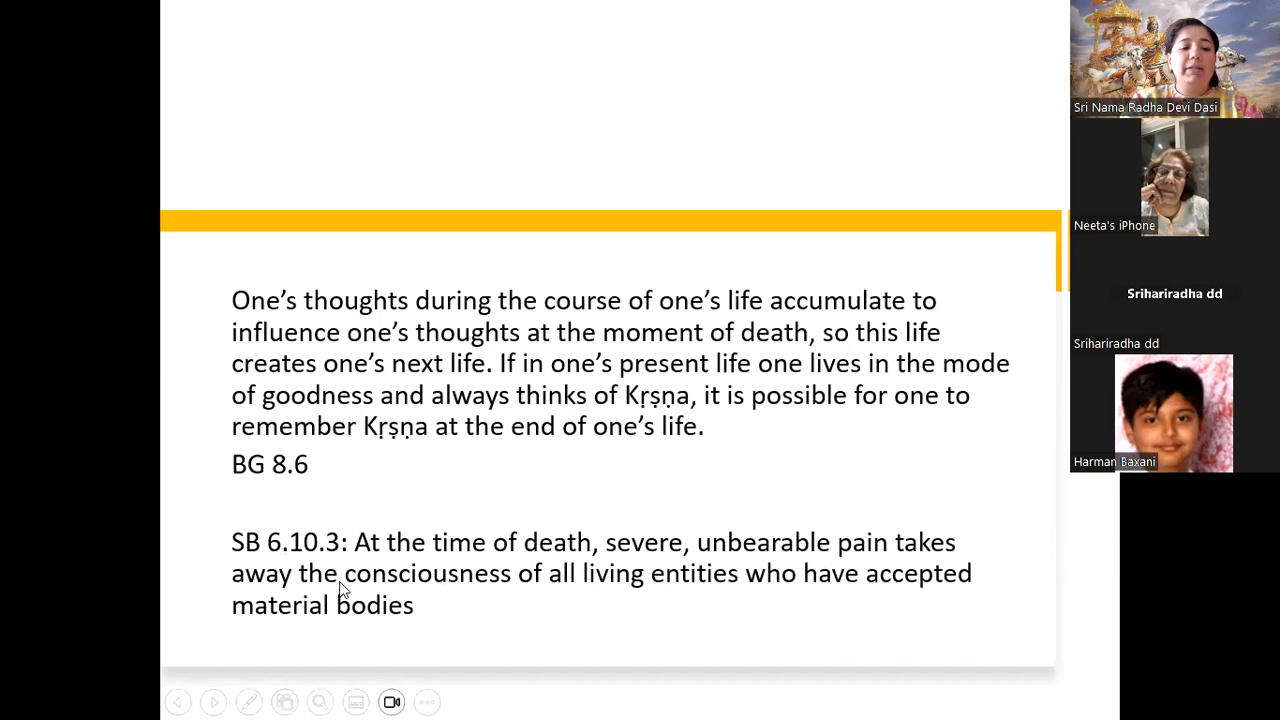 One’s thoughts during the course of one’s life accumulate to
influence one’s thoughts at the moment of death, so this life
creates one’s next life. If in one’s present life one lives in the mode
of goodness and always thinks of Kṛṣṇa, it is possible for one to
remember Kṛṣṇa at the end of one’s life.
BG 8.6
SB 6.10.3: At the time of death, severe, unbearable pain takes
away the consciousness of all living entities who have accepted
material bodies
Sri Nama Radha Devi Dasi
Neeta's iPhone
Srihariradha dd
Srihariradha dd
Harman Baxani